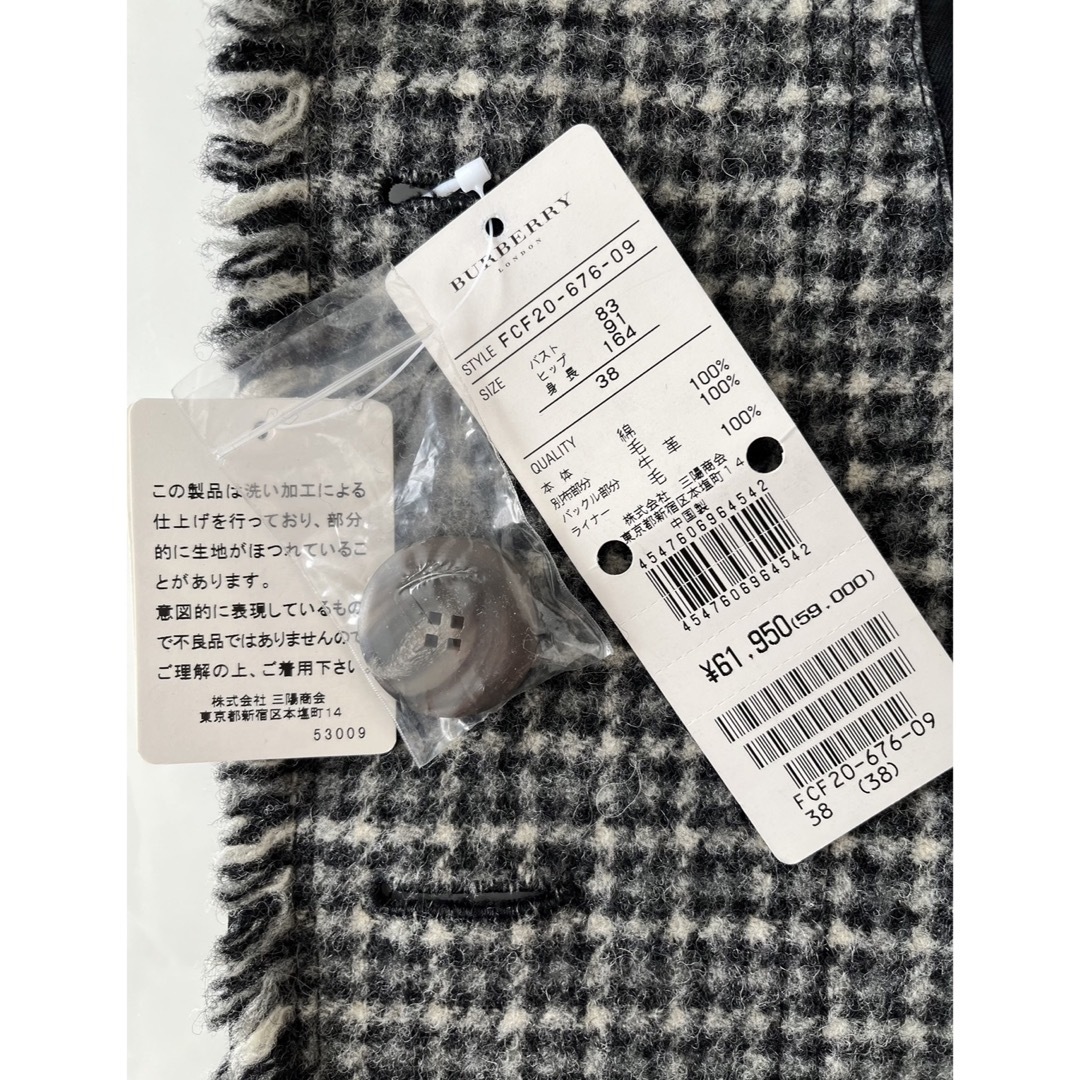 BURBERRY
LONDON
STYLE FCF20-676-09
SIZE バスト 83
ヒップ 91
身長 164
38
QUALITY
本体 綿 100%
別布部分 毛 100%
バックル部分 牛革
ライナー 毛 100%
株式会社 三陽商会
東京都新宿区本塩町14
中国製
4547606964542
4547606964542
¥61,950(59,000)
FCF20-676-09
38 (38)
この製品は洗い加工による
仕上げを行っており、部分
的に生地がほつれているこ
とがあります。
意図的に表現しているもの
で不良品ではありませんので
ご理解の上、ご着用下さい
株式会社 三陽商会
東京都新宿区本塩町14
53009